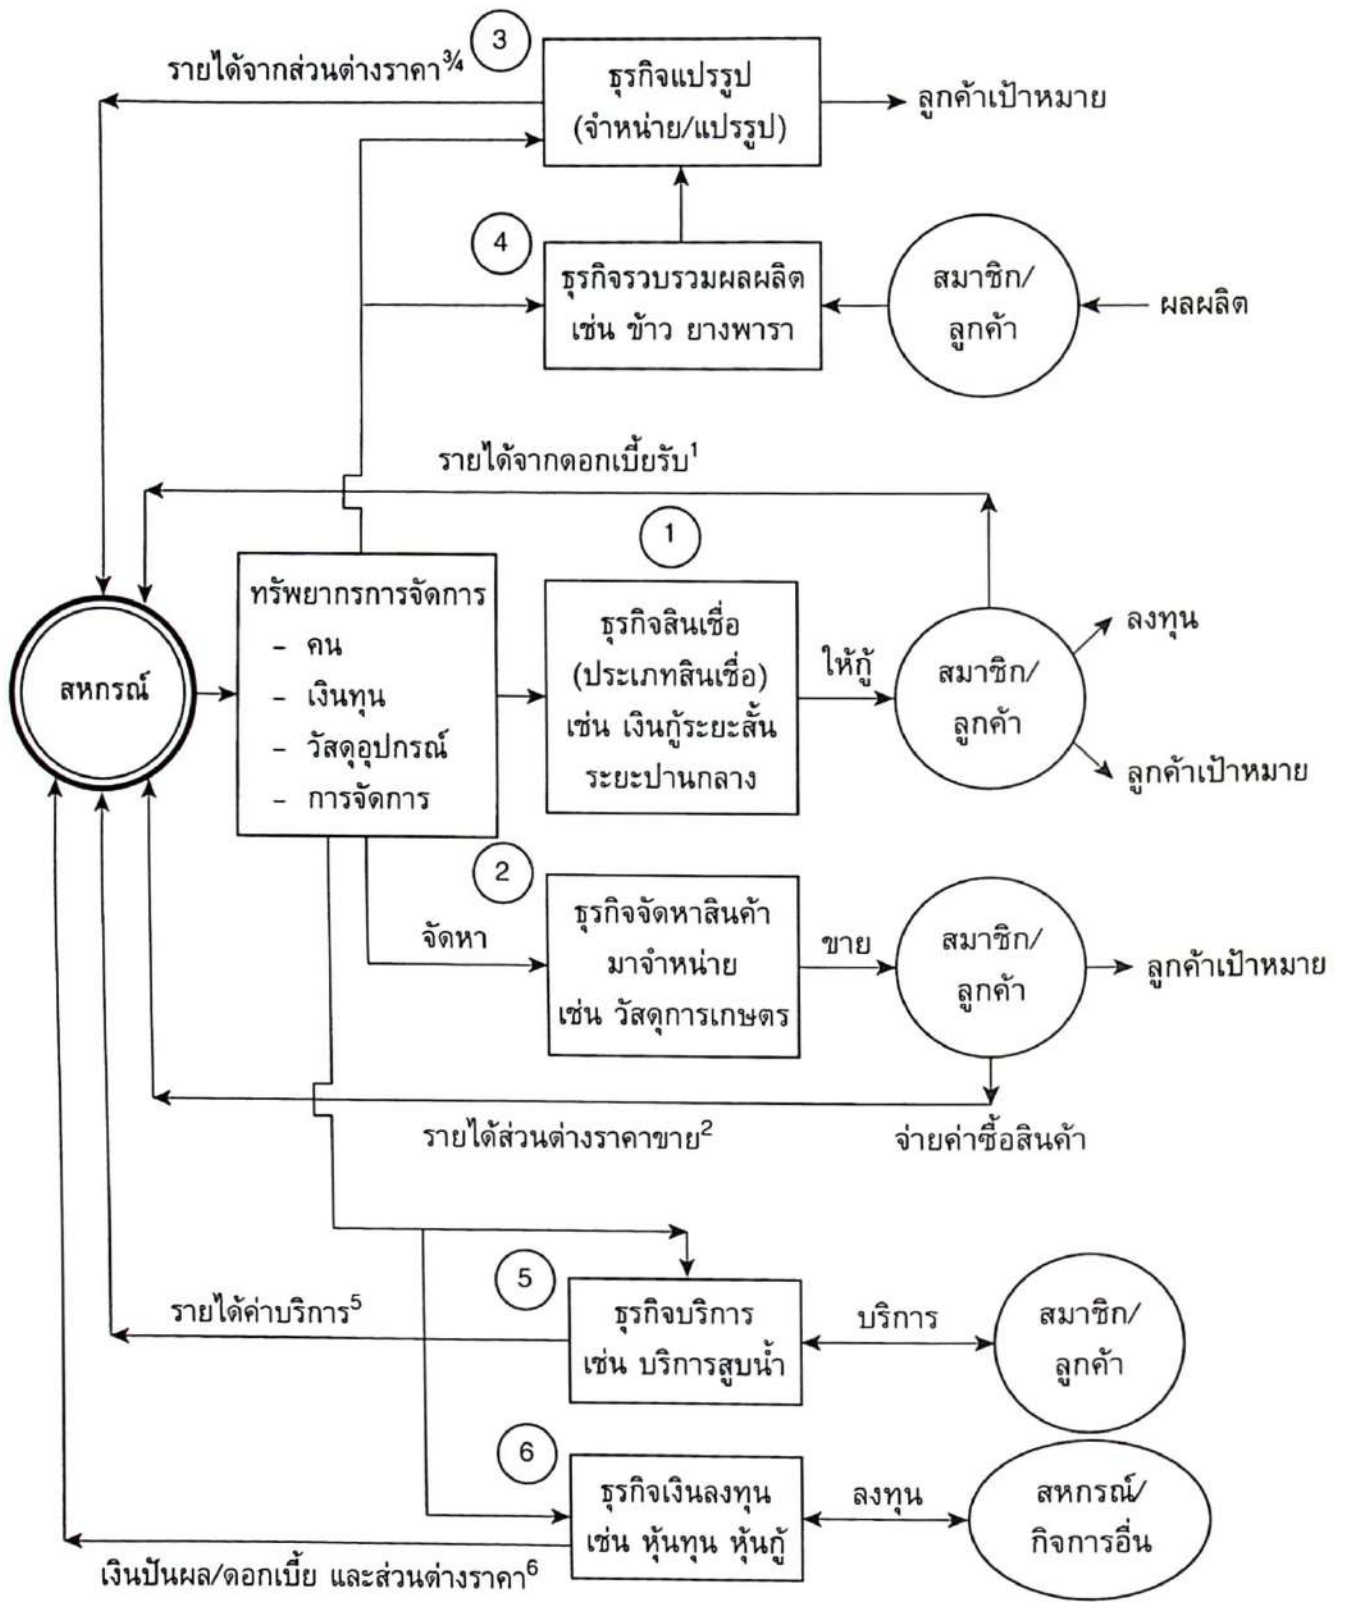 3
รายได้จากส่วนต่างราคา¾
ธุรกิจแปรรูป
(จำหน่าย/แปรรูป)
ลูกค้าเป้าหมาย
4
ธุรกิจรวบรวมผลผลิต
เช่น ข้าว ยางพารา
สมาชิก/
ลูกค้า
ผลผลิต
รายได้จากดอกเบี้ยรับ¹
1
ทรัพยากรการจัดการ
- คน
- เงินทุน
- วัสดุอุปกรณ์
- การจัดการ
สหกรณ์
ธุรกิจสินเชื่อ
(ประเภทสินเชื่อ)
เช่น เงินกู้ระยะสั้น
ระยะปานกลาง
ให้กู้
สมาชิก/
ลูกค้า
ลงทุน
ลูกค้าเป้าหมาย
2
จัดหา
ธุรกิจจัดหาสินค้า
มาจำหน่าย
เช่น วัสดุการเกษตร
ขาย
สมาชิก/
ลูกค้า
ลูกค้าเป้าหมาย
รายได้ส่วนต่างราคาขาย²
จ่ายค่าซื้อสินค้า
5
รายได้ค่าบริการ⁵
ธุรกิจบริการ
เช่น บริการสูบน้ำ
บริการ
สมาชิก/
ลูกค้า
6
ธุรกิจเงินลงทุน
เช่น หุ้นทุน หุ้นกู้
ลงทุน
สหกรณ์/
กิจการอื่น
เงินปันผล/ดอกเบี้ย และส่วนต่างราคา⁶